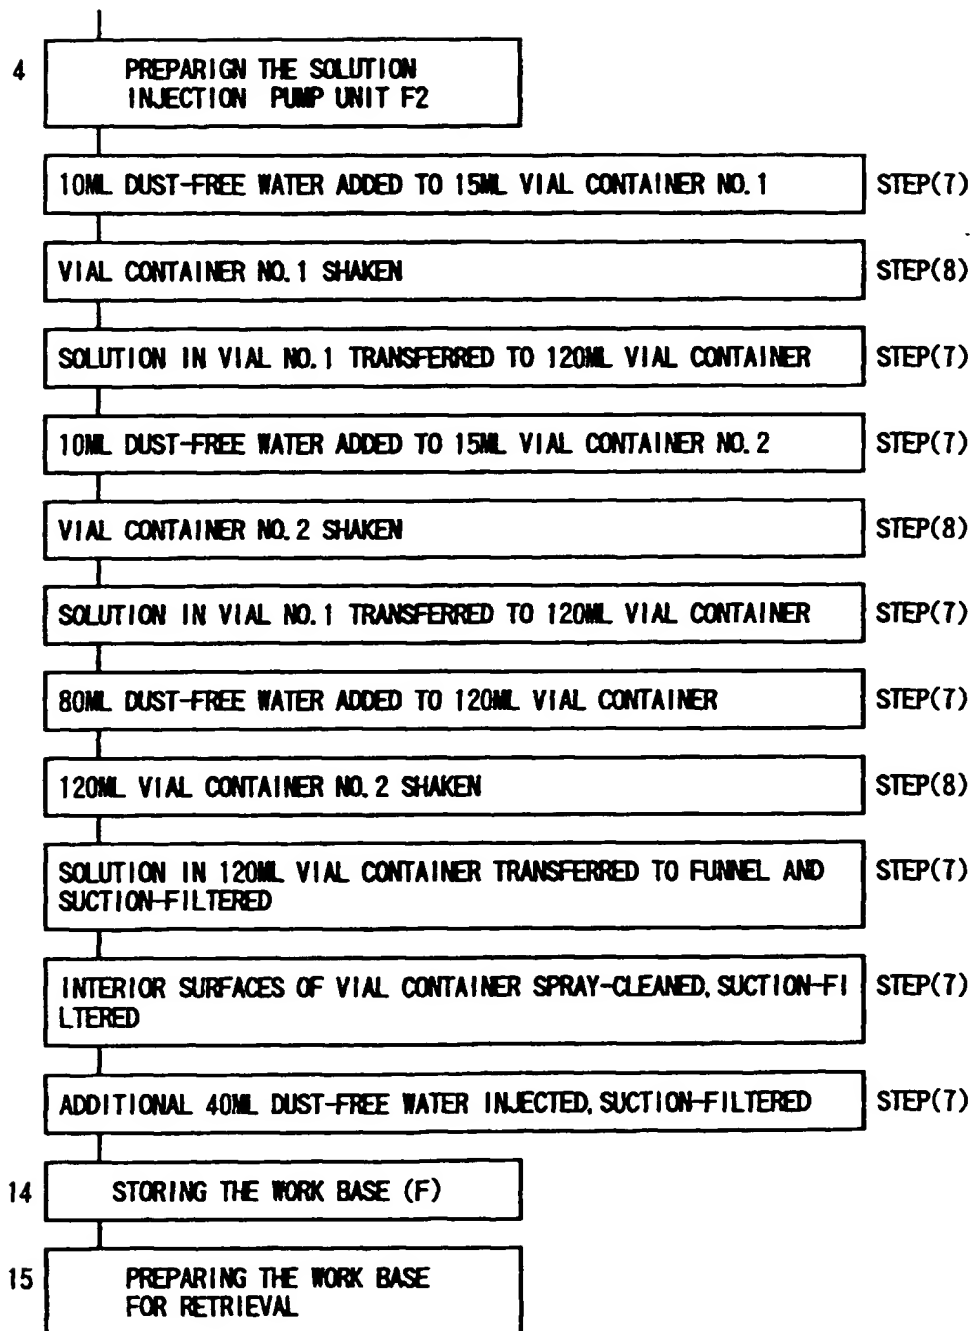 4
PREPARIGN THE SOLUTION
INJECTION PUMP UNIT F2
10ML DUST-FREE WATER ADDED TO 15ML VIAL CONTAINER NO.1 STEP(7)
VIAL CONTAINER NO.1 SHAKEN STEP(8)
SOLUTION IN VIAL NO.1 TRANSFERRED TO 120ML VIAL CONTAINER STEP(7)
10ML DUST-FREE WATER ADDED TO 15ML VIAL CONTAINER NO.2 STEP(7)
VIAL CONTAINER NO.2 SHAKEN STEP(8)
SOLUTION IN VIAL NO.1 TRANSFERRED TO 120ML VIAL CONTAINER STEP(7)
80ML DUST-FREE WATER ADDED TO 120ML VIAL CONTAINER STEP(7)
120ML VIAL CONTAINER NO.2 SHAKEN STEP(8)
SOLUTION IN 120ML VIAL CONTAINER TRANSFERRED TO FUNNEL AND STEP(7)
SUCTION-FILTERED
INTERIOR SURFACES OF VIAL CONTAINER SPRAY-CLEANED,SUCTION-FI STEP(7)
LTERED
ADDITIONAL 40ML DUST-FREE WATER INJECTED,SUCTION-FILTERED STEP(7)
14 STORING THE WORK BASE (F)
15 PREPARING THE WORK BASE
FOR RETRIEVAL